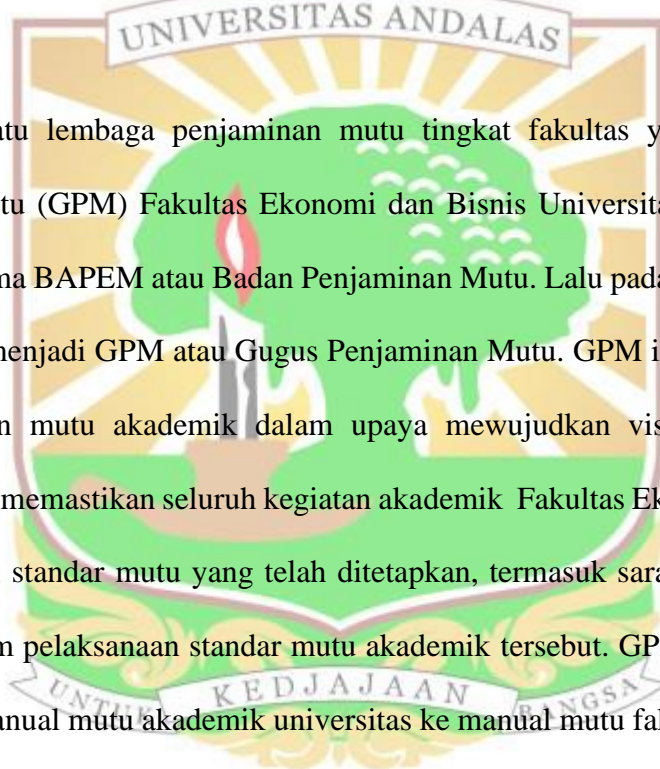 UNIVERSITAS ANDALAS
atu lembaga penjaminan mutu tingkat fakultas y
tu (GPM) Fakultas Ekonomi dan Bisnis Universita
na BAPEM atau Badan Penjaminan Mutu. Lalu pada
menjadi GPM atau Gugus Penjaminan Mutu. GPM i
n mutu akademik dalam upaya mewujudkan vis
memastikan seluruh kegiatan akademik Fakultas Ek
standar mutu yang telah ditetapkan, termasuk sara
m pelaksanaan standar mutu akademik tersebut. GP
UNTUK KEDJAJAAN BANGSA
anual mutu akademik universitas ke manual mutu fal